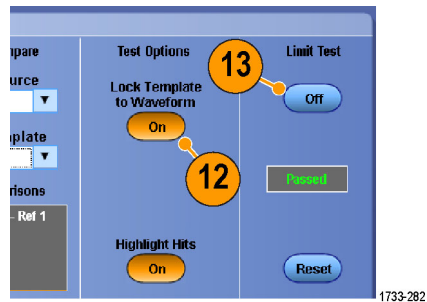 npare
Test Options
Limit Test
13
urce
Lock Template
to Waveform
Off
On
nplate
12
Passed
risons
Ref 1
Highlight Hits
On
Reset
1733-282